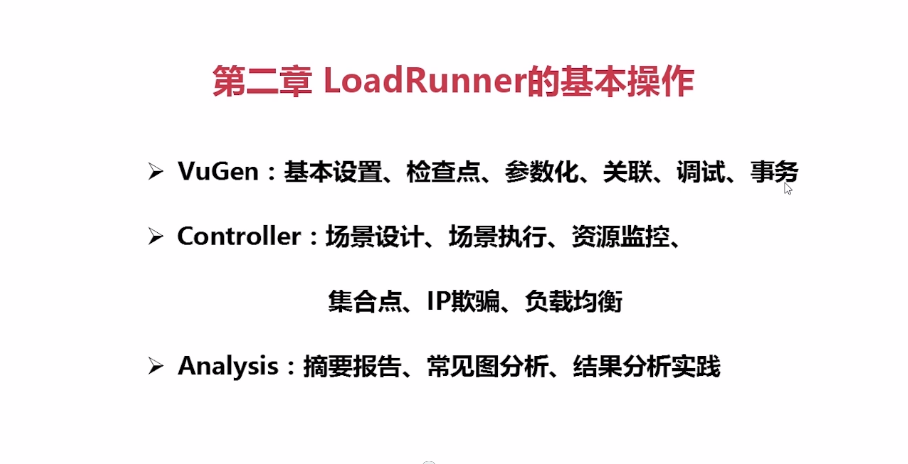 第二章 LoadRunner的基本操作
➢ VuGen：基本设置、检查点、参数化、关联、调试、事务
➢ Controller：场景设计、场景执行、资源监控、
集合点、IP欺骗、负载均衡
➢ Analysis：摘要报告、常见图分析、结果分析实践